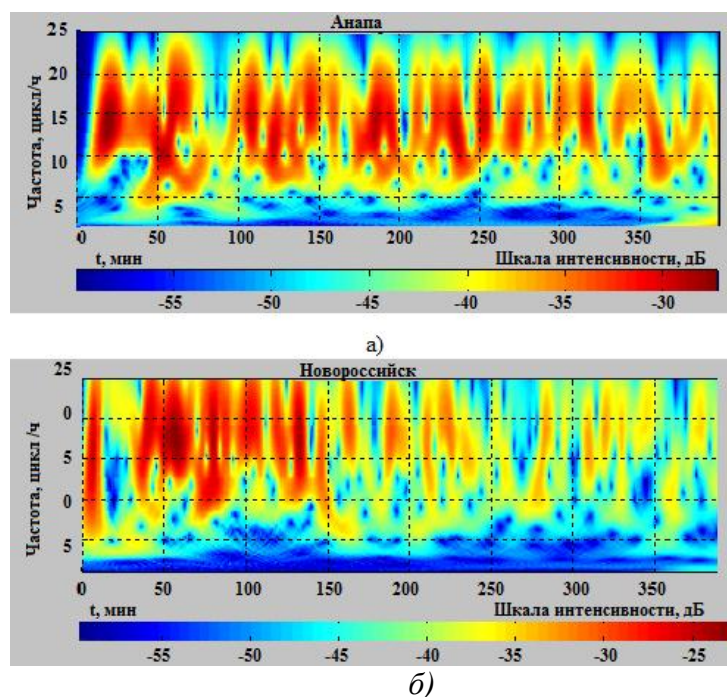 Анапа
25
20
15
10
5
Частота, цикл/ч
0 50 100 150 200 250 300 350
t, мин Шкала интенсивности, дБ
-55 -50 -45 -40 -35 -30
а)
Новороссийск
25
0
5
0
5
Частота, цикл /ч
0 50 100 150 200 250 300 350
t, мин Шкала интенсивности, дБ
-55 -50 -45 -40 -35 -30 -25
б)